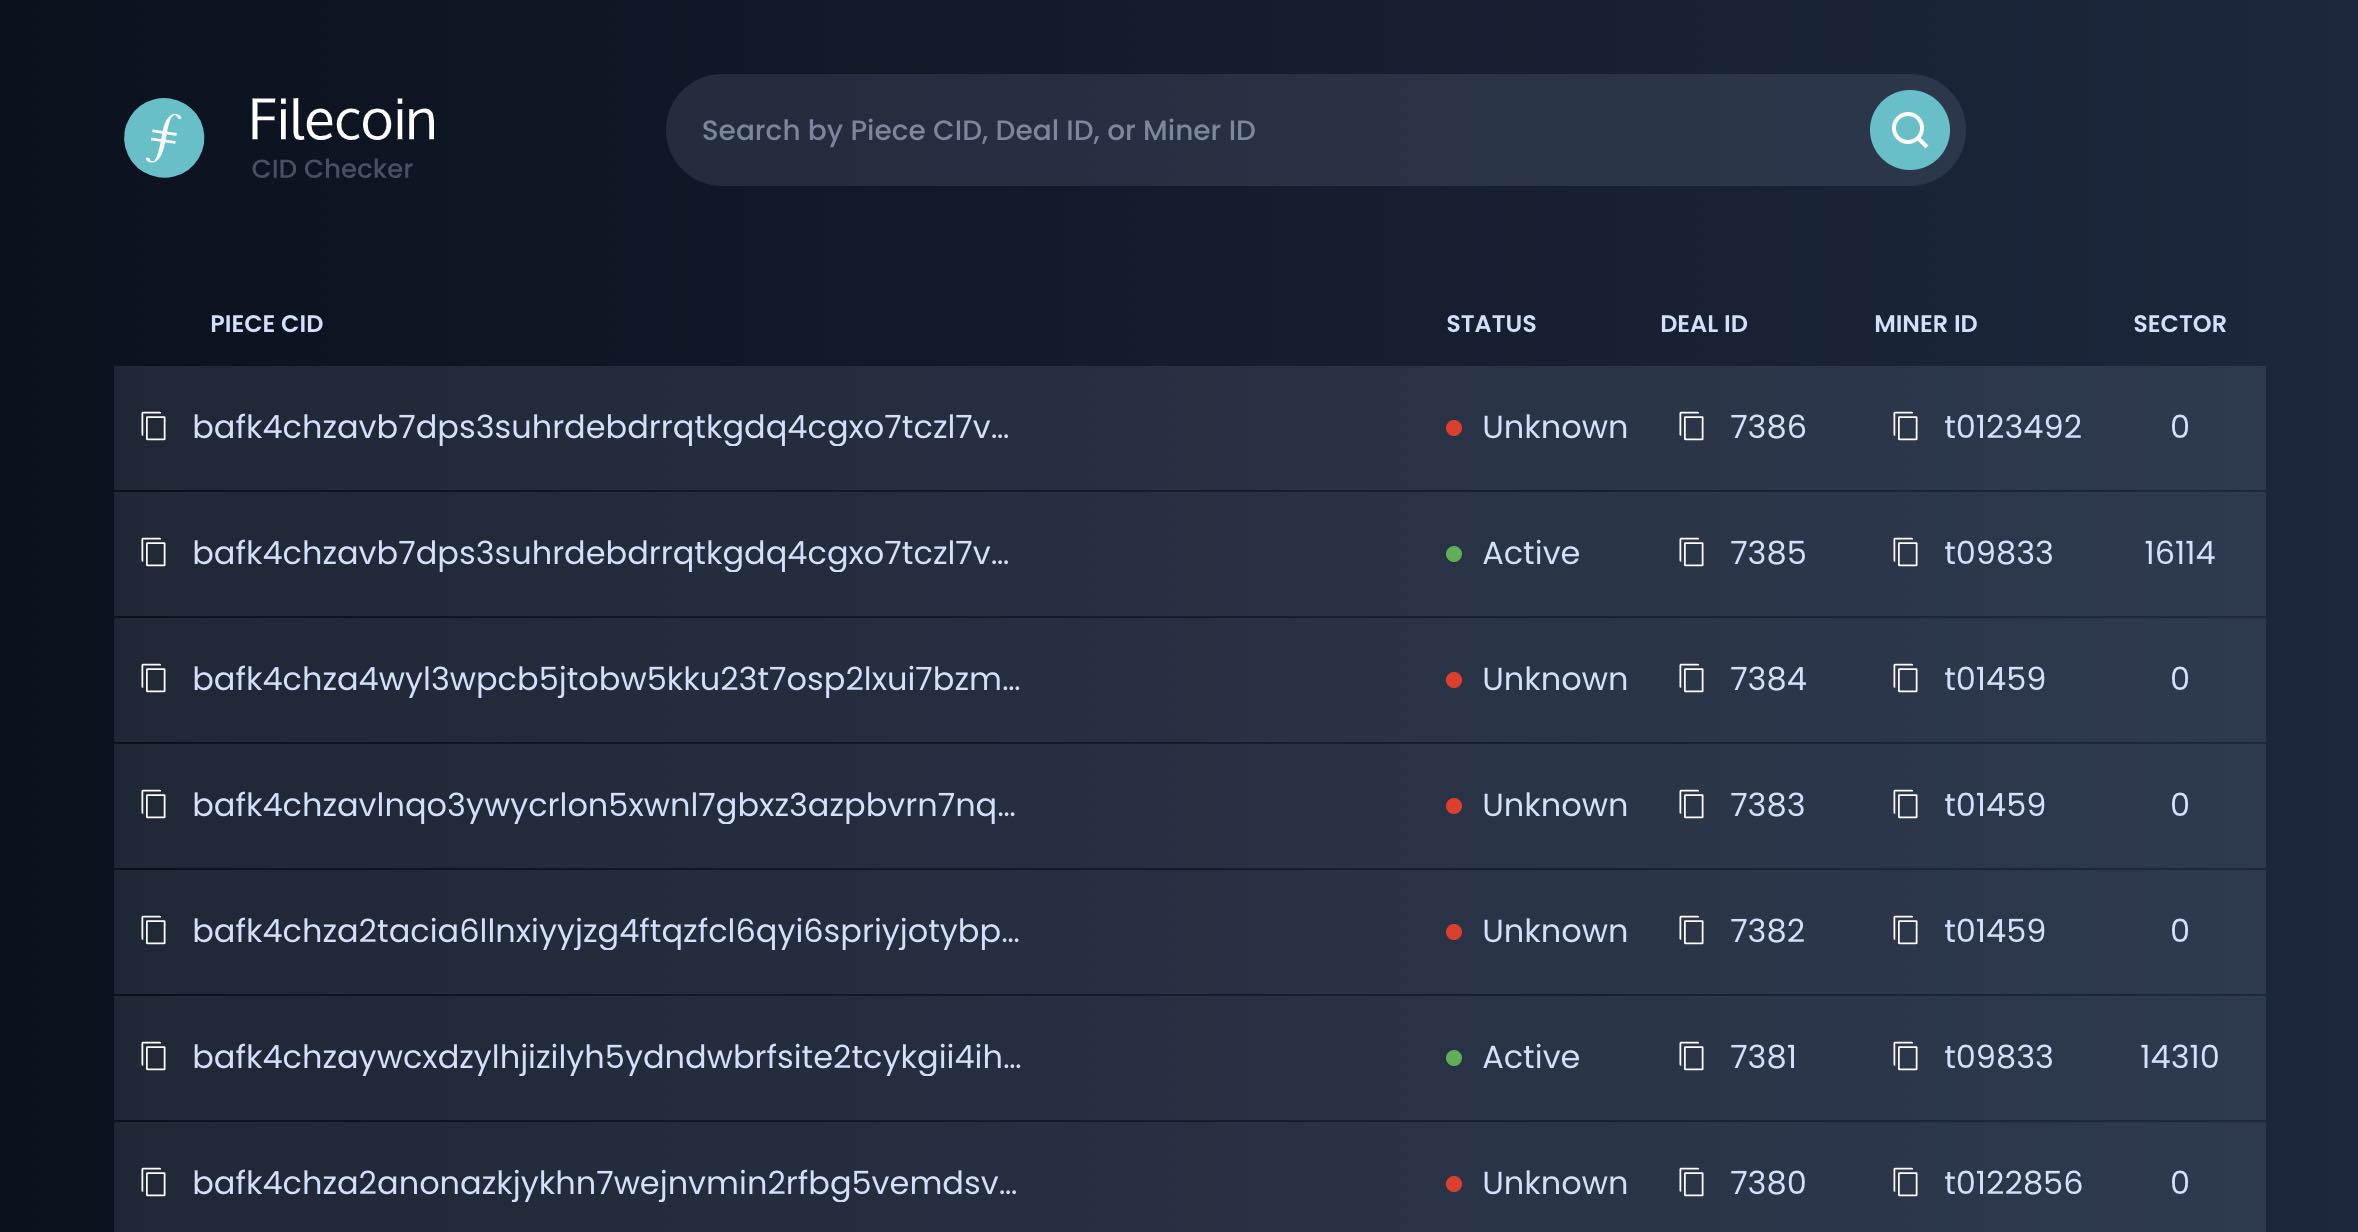 Filecoin
CID Checker
Search by Piece CID, Deal ID, or Miner ID
PIECE CID STATUS DEAL ID MINER ID SECTOR
bafk4chzavb7dps3suhrdebdrrqtkgdq4cgxo7tczl7v... Unknown 7386 t0123492 0
bafk4chzavb7dps3suhrdebdrrqtkgdq4cgxo7tczl7v... Active 7385 t09833 16114
bafk4chza4wyl3wpcb5jtobw5kku23t7osp2lxui7bzm... Unknown 7384 t01459 0
bafk4chzavlnqo3ywycrlon5xwnl7gbxz3azpbvrn7nq... Unknown 7383 t01459 0
bafk4chza2tacia6llnxiyyjzg4ftqzfcl6qyi6spriyjotybp... Unknown 7382 t01459 0
bafk4chzaywcxdzylhjizilyh5ydndwbrfsite2tcykgii4ih... Active 7381 t09833 14310
bafk4chza2anonazkjykhn7wejnvmin2rfbg5vemdsv... Unknown 7380 t0122856 0